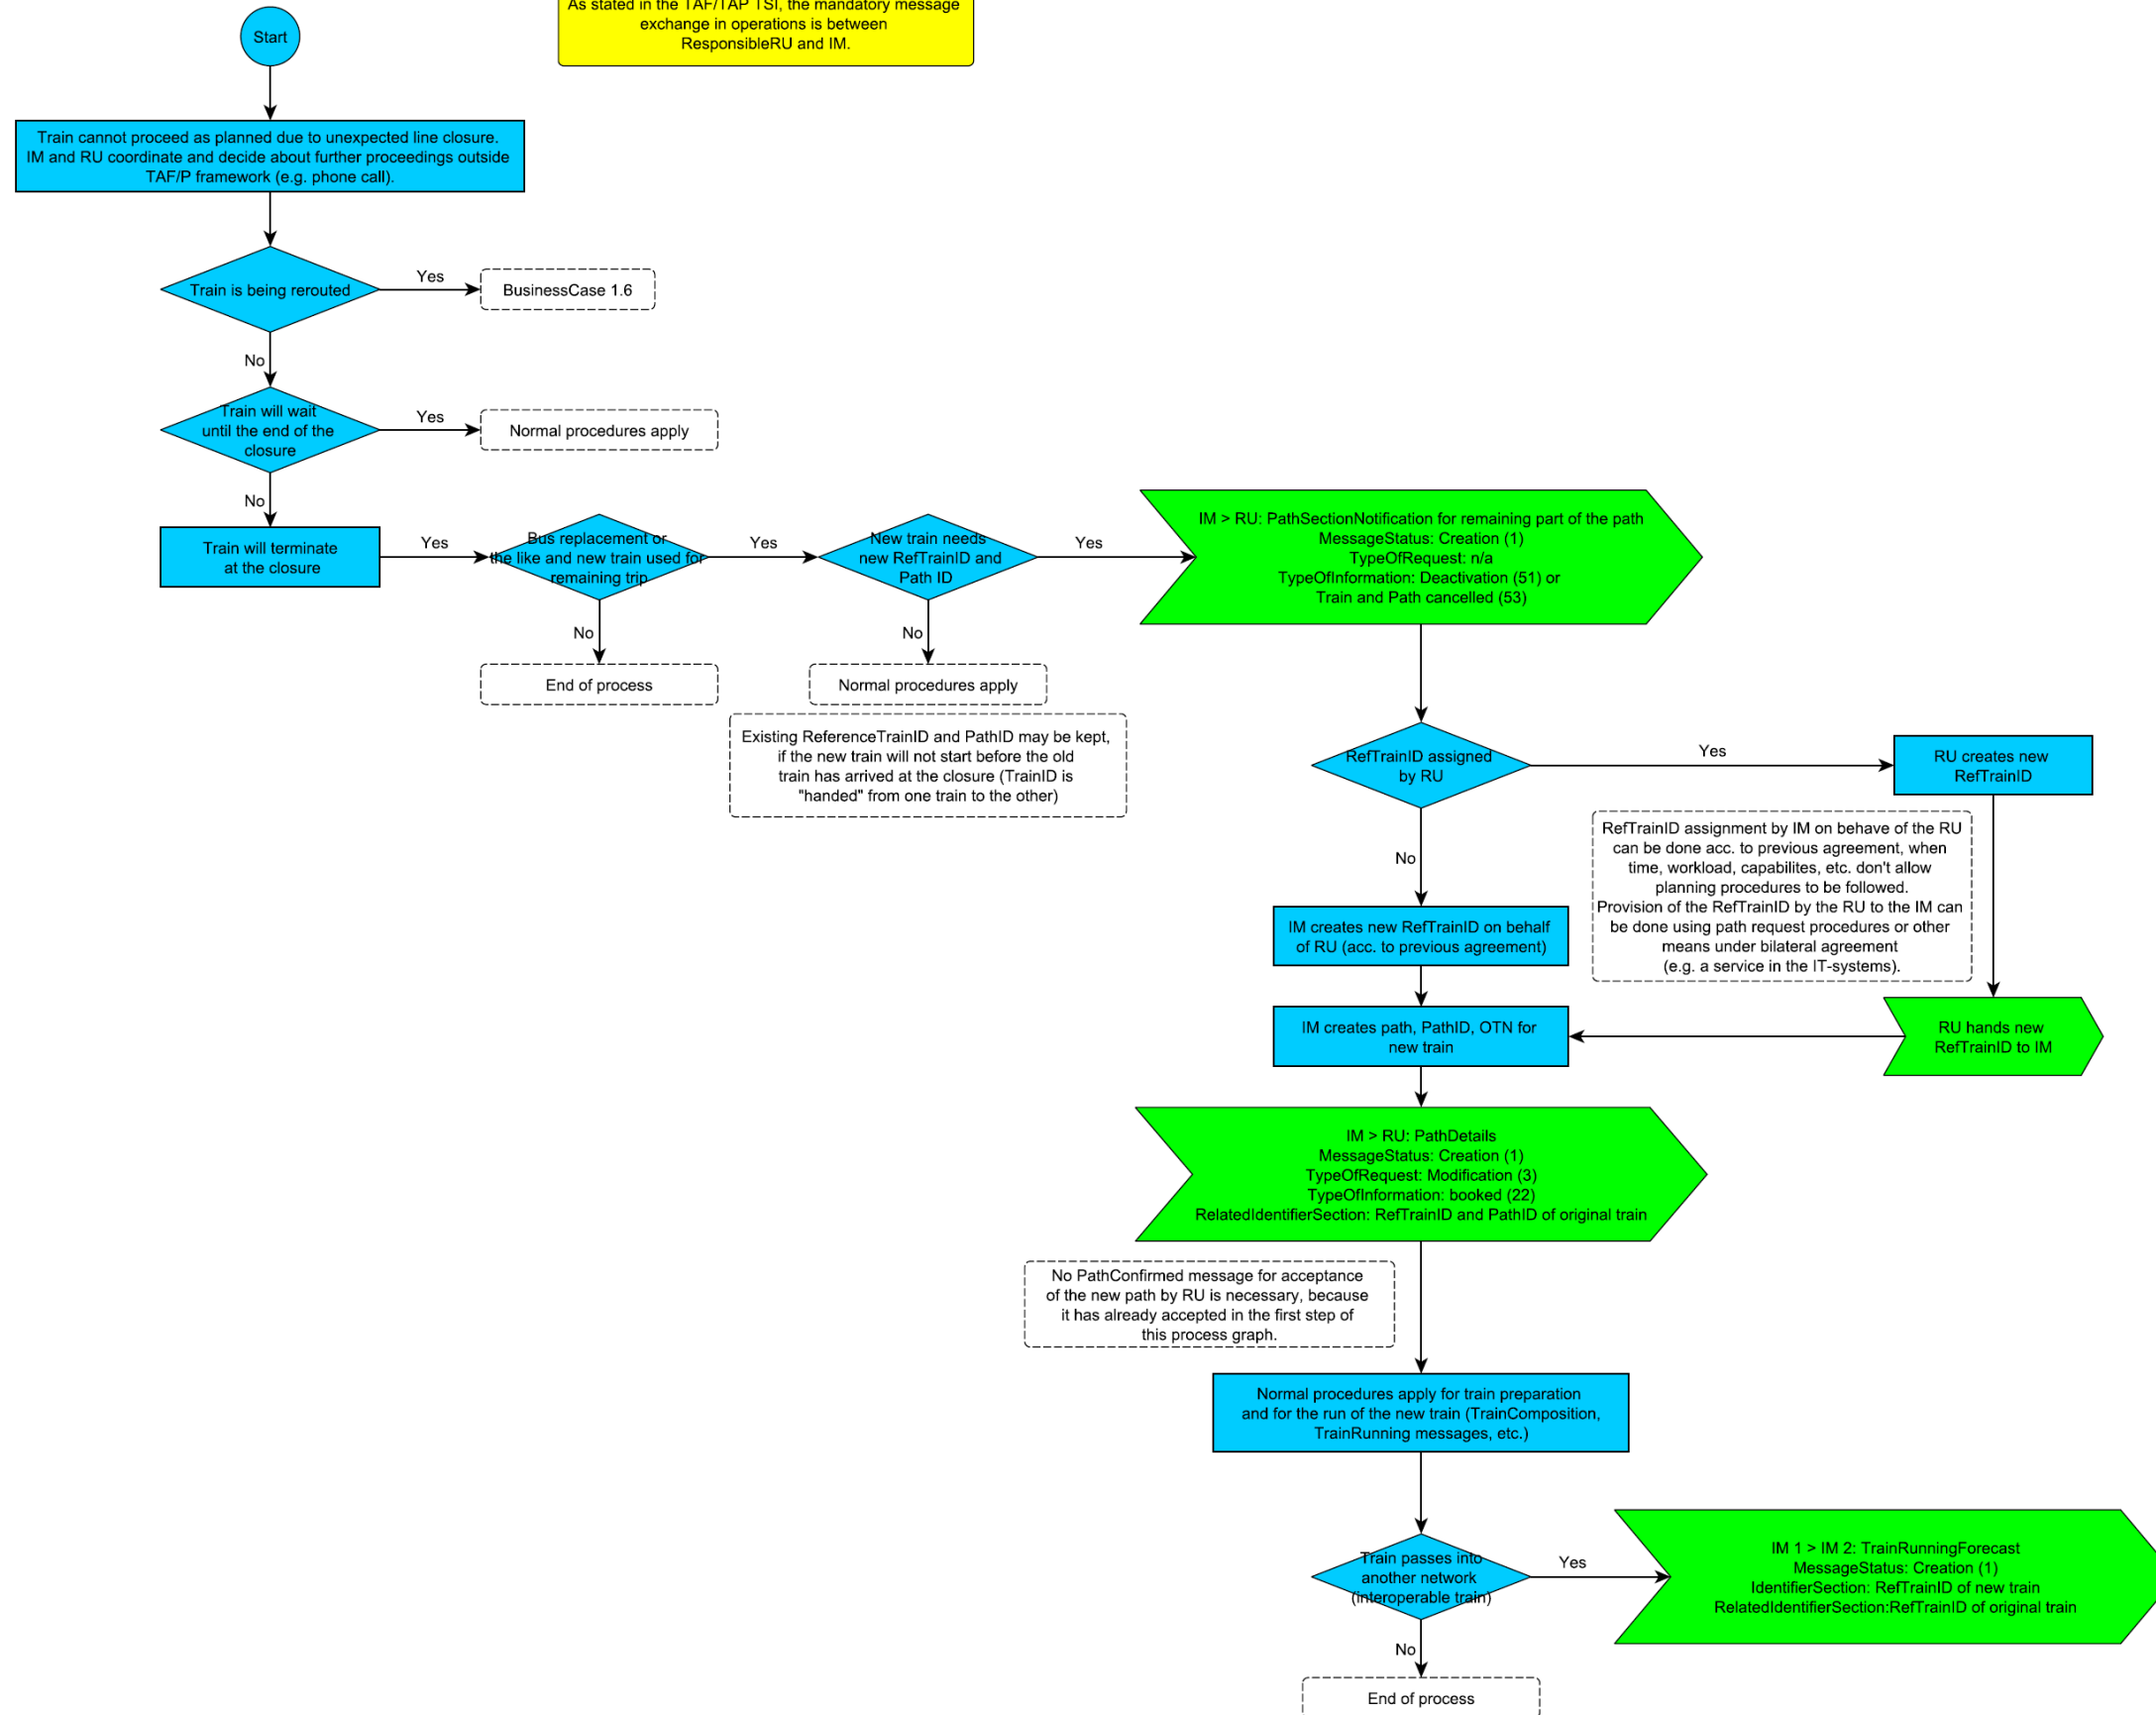 As stated in the TAF/TAP TSI, the mandatory message
exchange in operations is between
ResponsibleRU and IM.
Start
Train cannot proceed as planned due to unexpected line closure.
IM and RU coordinate and decide about further proceedings outside
TAF/P framework (e.g. phone call).
Train is being rerouted
Yes
BusinessCase 1.6
No
Train will wait
until the end of the
closure
Yes
Normal procedures apply
No
Train will terminate
at the closure
Yes
Bus replacement or
the like and new train used for
remaining trip
Yes
New train needs
new RefTrainID and
Path ID
Yes
IM > RU: PathSectionNotification for remaining part of the path
MessageStatus: Creation (1)
TypeOfRequest: n/a
TypeOfInformation: Deactivation (51) or
Train and Path cancelled (53)
No
End of process
No
Normal procedures apply
Existing ReferenceTrainID and PathID may be kept,
if the new train will not start before the old
train has arrived at the closure (TrainID is
"handed" from one train to the other)
RefTrainID assigned
by RU
Yes
RU creates new
RefTrainID
RefTrainID assignment by IM on behave of the RU
can be done acc. to previous agreement, when
time, workload, capabilites, etc. don't allow
planning procedures to be followed.
Provision of the RefTrainID by the RU to the IM can
be done using path request procedures or other
means under bilateral agreement
(e.g. a service in the IT-systems).
No
IM creates new RefTrainID on behalf
of RU (acc. to previous agreement)
IM creates path, PathID, OTN for
new train
RU hands new
RefTrainID to IM
IM > RU: PathDetails
MessageStatus: Creation (1)
TypeOfRequest: Modification (3)
TypeOfInformation: booked (22)
RelatedIdentifierSection: RefTrainID and PathID of original train
No PathConfirmed message for acceptance
of the new path by RU is necessary, because
it has already accepted in the first step of
this process graph.
Normal procedures apply for train preparation
and for the run of the new train (TrainComposition,
TrainRunning messages, etc.)
Train passes into
another network
(interoperable train)
Yes
IM 1 > IM 2: TrainRunningForecast
MessageStatus: Creation (1)
IdentifierSection: RefTrainID of new train
RelatedIdentifierSection:RefTrainID of original train
No
End of process